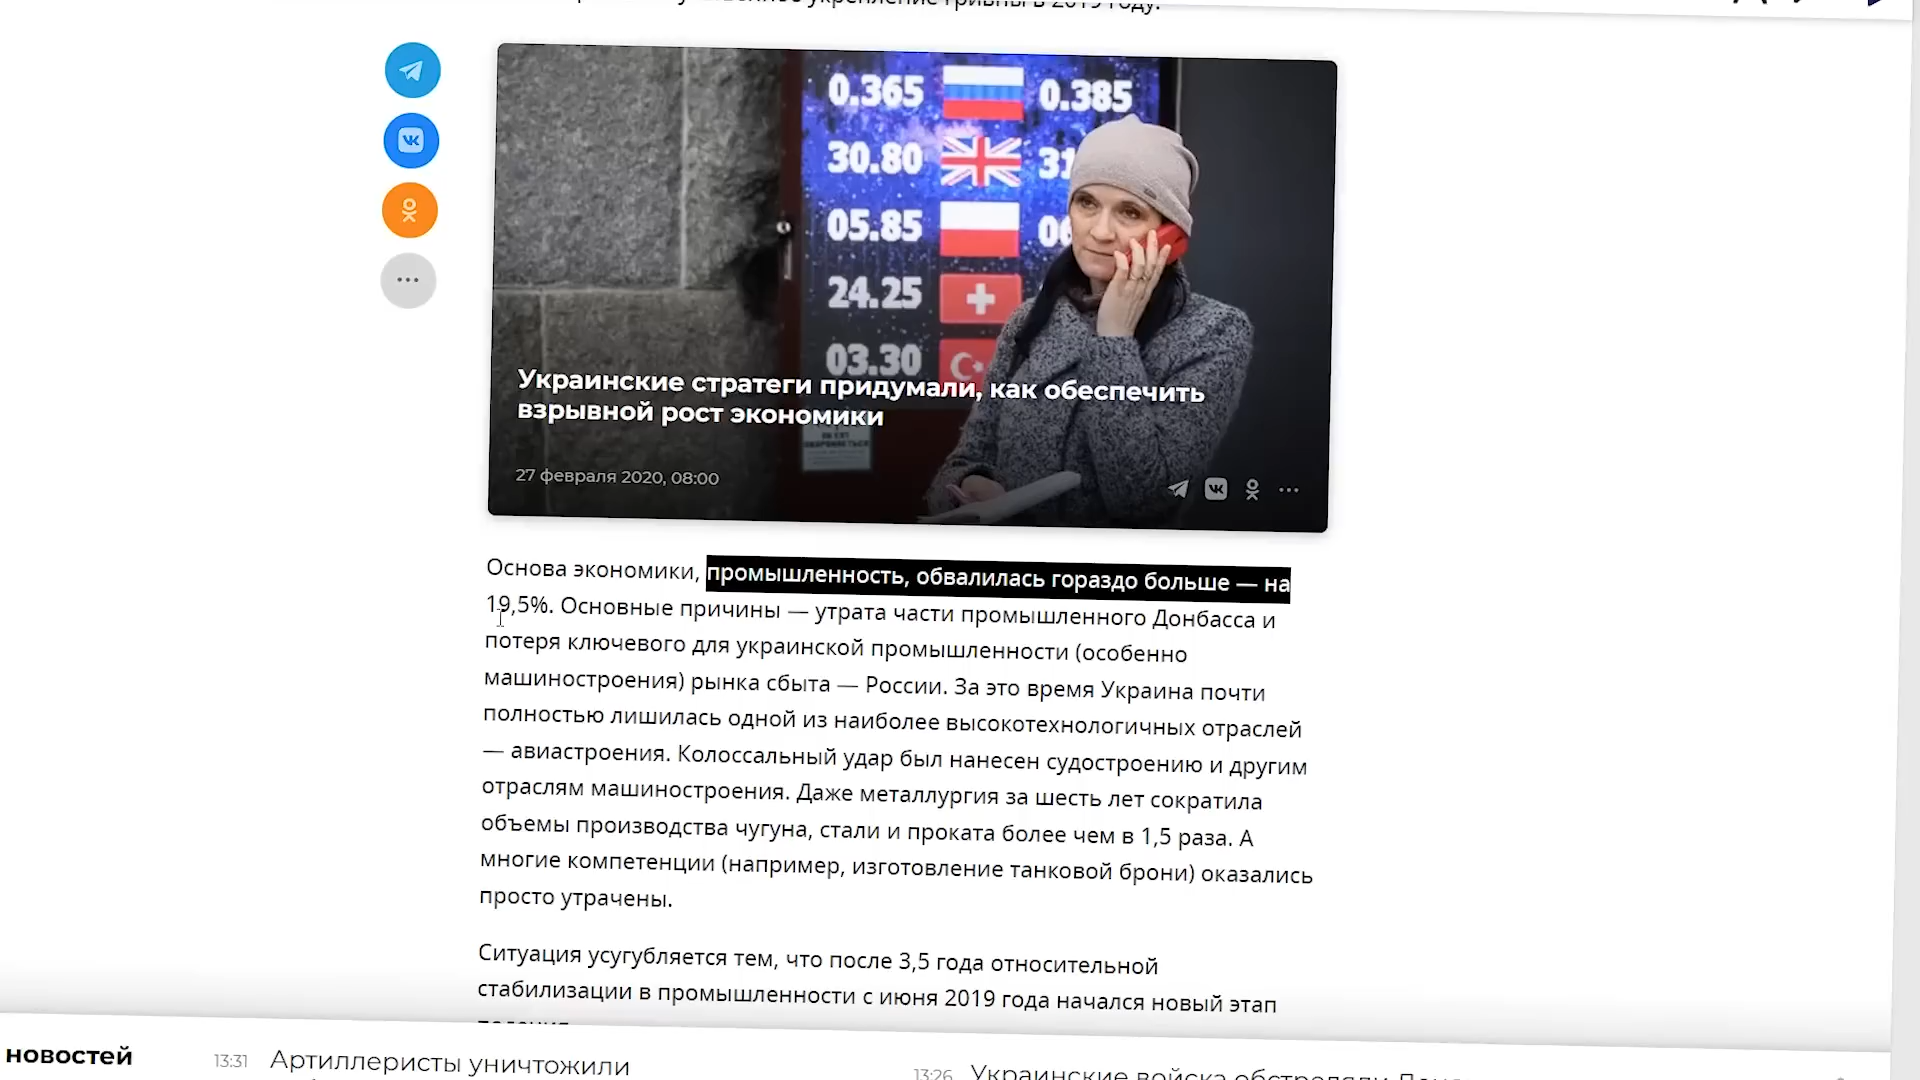 укрепление гривны в 2019 году.
0.365 0.385
30.80 31
05.85 06
24.25
03.30
Украинские стратеги придумали, как обеспечить
взрывной рост экономики
27 февраля 2020, 08:00
Основа экономики, промышленность, обвалилась гораздо больше — на
19,5%. Основные причины — утрата части промышленного Донбасса и
потеря ключевого для украинской промышленности (особенно
машиностроения) рынка сбыта — России. За это время Украина почти
полностью лишилась одной из наиболее высокотехнологичных отраслей
— авиастроения. Колоссальный удар был нанесен судостроению и другим
отраслям машиностроения. Даже металлургия за шесть лет сократила
объемы производства чугуна, стали и проката более чем в 1,5 раза. А
многие компетенции (например, изготовление танковой брони) оказались
просто утрачены.
Ситуация усугубляется тем, что после 3,5 года относительной
стабилизации в промышленности с июня 2019 года начался новый этап
новостей
13:31 Артиллеристы уничтожили
13:26 Украинские войска обстреляли